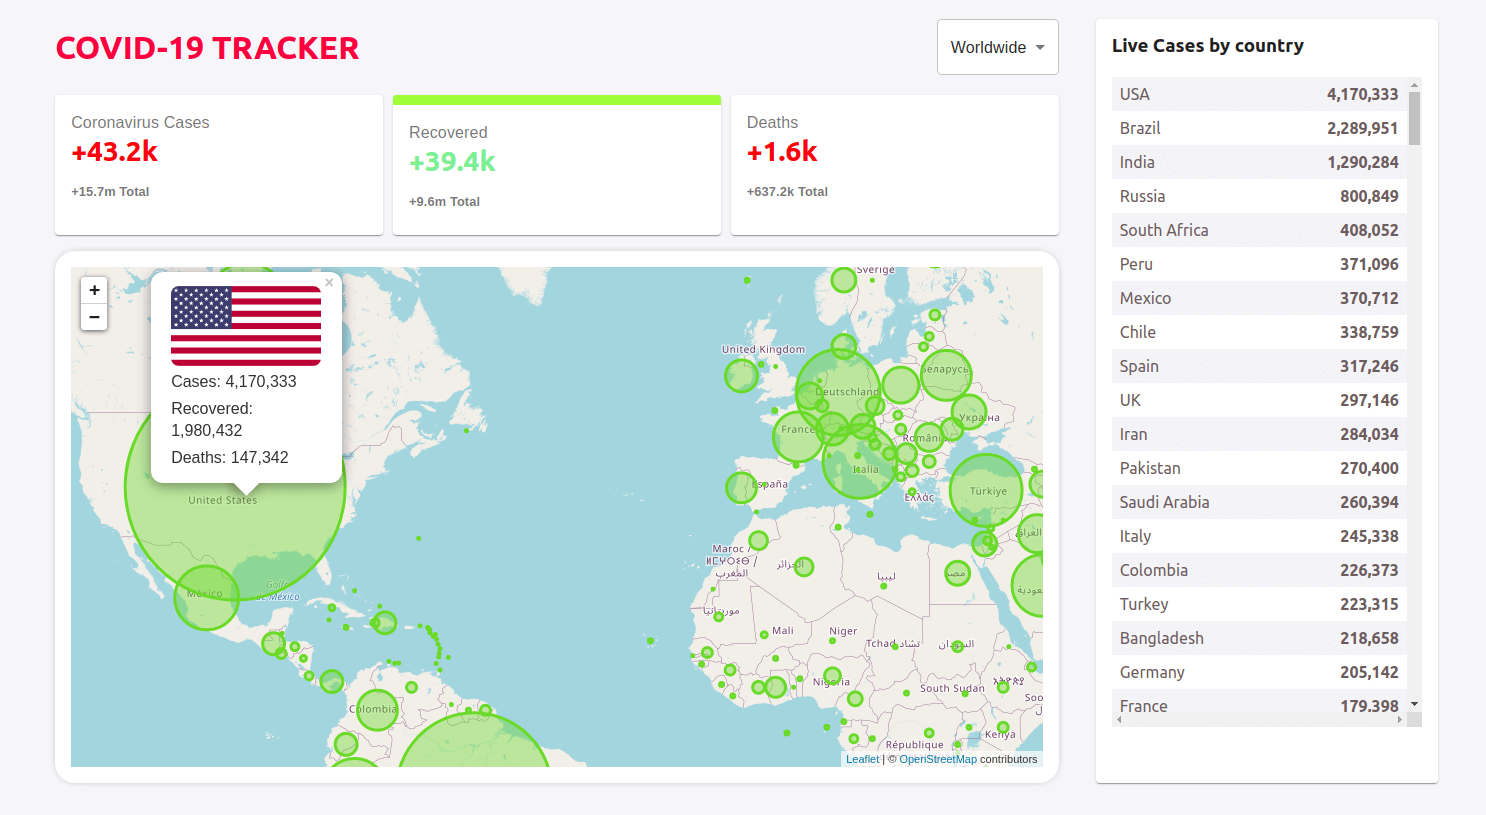 COVID-19 TRACKER
Worldwide
Coronavirus Cases
+43.2k
+15.7m Total
Recovered
+39.4k
+9.6m Total
Deaths
+1.6k
+637.2k Total
+
−
×
Cases: 4,170,333
Recovered:
1,980,432
Deaths: 147,342
United States
México
Golfo
de México
Colombia
Sverige
United Kingdom
Deutschland
Беларусь
Україна
France
România
Italia
España
Ελλάς
Türkiye
العراق
Maroc /
ⵍⵎⵖⵔⵉⴱ /
المغرب
الجزائر
ليبيا
مصر
السعودية
موريتانيا
Mali
Niger
Tchad تشاد
السودان
Nigeria
South Sudan
République
Kenya
Leaflet | © OpenStreetMap contributors
Live Cases by country
USA 4,170,333
Brazil 2,289,951
India 1,290,284
Russia 800,849
South Africa 408,052
Peru 371,096
Mexico 370,712
Chile 338,759
Spain 317,246
UK 297,146
Iran 284,034
Pakistan 270,400
Saudi Arabia 260,394
Italy 245,338
Colombia 226,373
Turkey 223,315
Bangladesh 218,658
Germany 205,142
France 179,398